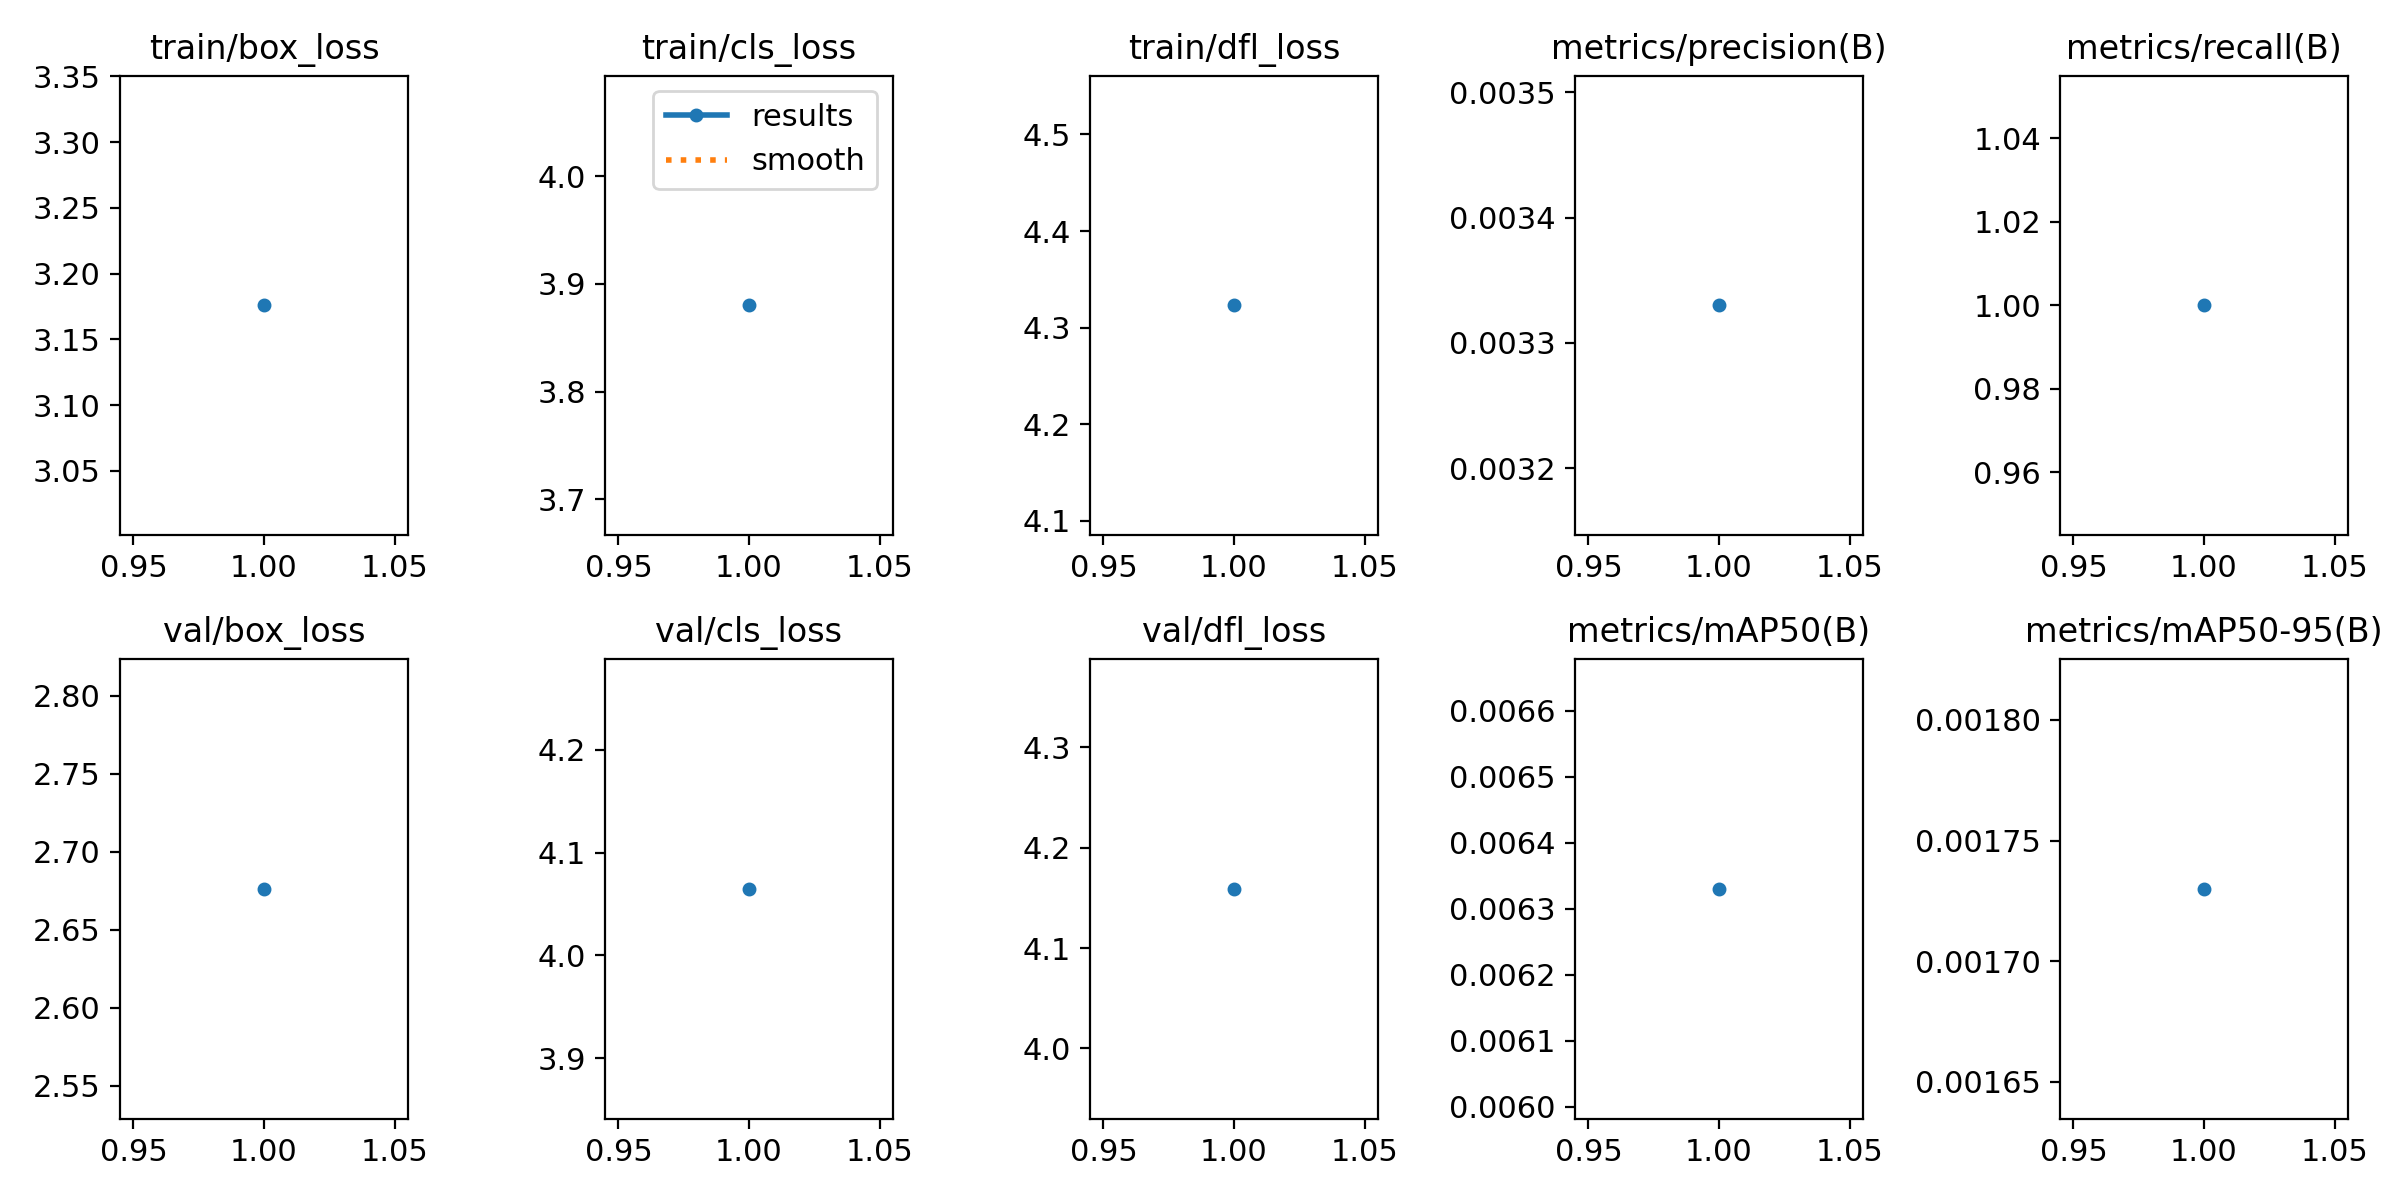 train/box_loss
3.35
3.30
3.25
3.20
3.15
3.10
3.05
0.95 1.00 1.05
train/cls_loss
results
smooth
4.0
3.9
3.8
3.7
0.95 1.00 1.05
train/dfl_loss
4.5
4.4
4.3
4.2
4.1
0.95 1.00 1.05
metrics/precision(B)
0.0035
0.0034
0.0033
0.0032
0.95 1.00 1.05
metrics/recall(B)
1.04
1.02
1.00
0.98
0.96
0.95 1.00 1.05
val/box_loss
2.80
2.75
2.70
2.65
2.60
2.55
0.95 1.00 1.05
val/cls_loss
4.2
4.1
4.0
3.9
0.95 1.00 1.05
val/dfl_loss
4.3
4.2
4.1
4.0
0.95 1.00 1.05
metrics/mAP50(B)
0.0066
0.0065
0.0064
0.0063
0.0062
0.0061
0.0060
0.95 1.00 1.05
metrics/mAP50-95(B)
0.00180
0.00175
0.00170
0.00165
0.95 1.00 1.05